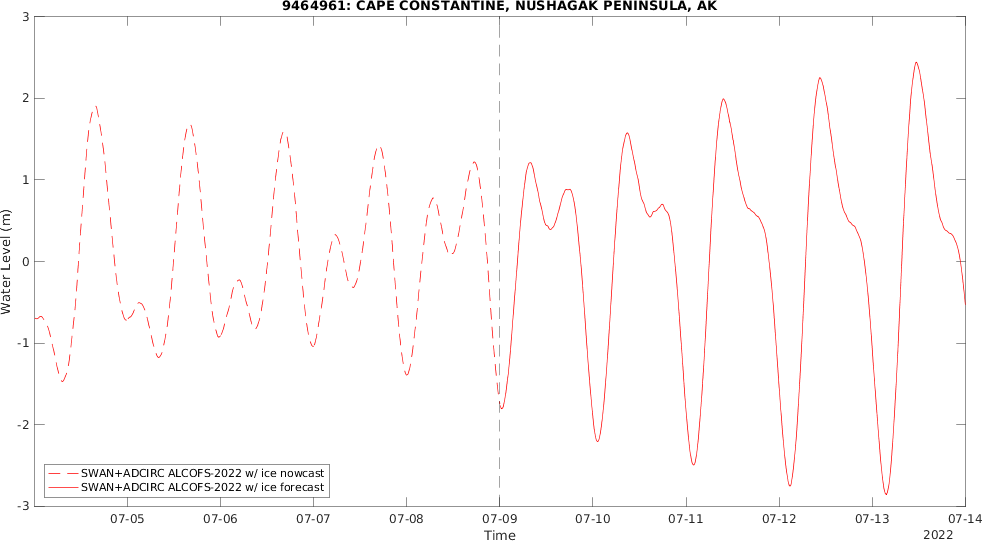 9464961: CAPE CONSTANTINE, NUSHAGAK PENINSULA, AK
3
2
1
0
-1
-2
-3
Water Level (m)
SWAN+ADCIRC ALCOFS-2022 w/ ice nowcast
SWAN+ADCIRC ALCOFS-2022 w/ ice forecast
07-05 07-06 07-07 07-08 07-09 07-10 07-11 07-12 07-13 07-14
Time
2022